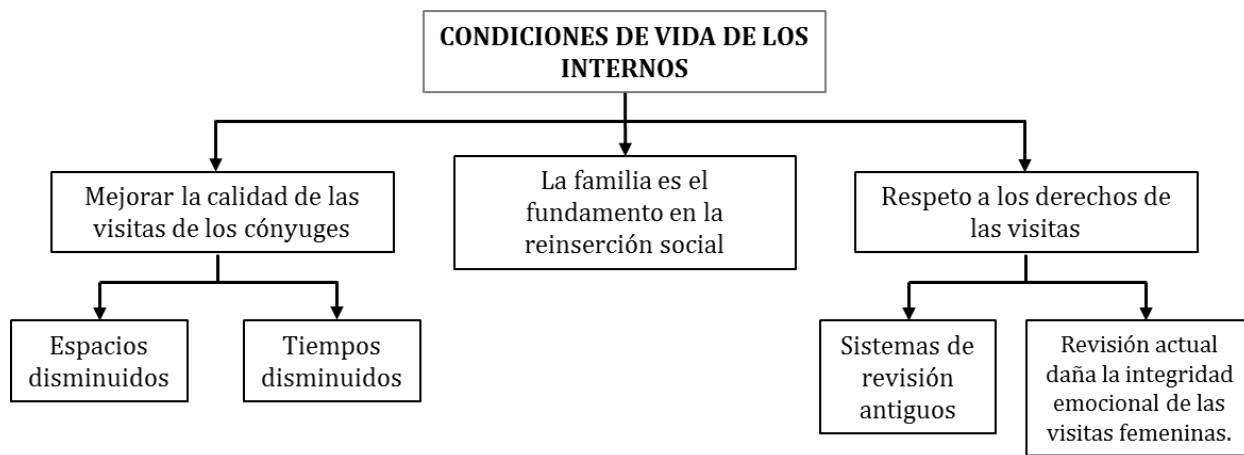 CONDICIONES DE VIDA DE LOS
INTERNOS
Mejorar la calidad de las
visitas de los cónyuges
La familia es el
fundamento en la
reinserción social
Respeto a los derechos de
las visitas
Espacios
disminuidos
Tiempos
disminuidos
Sistemas de
revisión
antiguos
Revisión actual
daña la integridad
emocional de las
visitas femeninas.